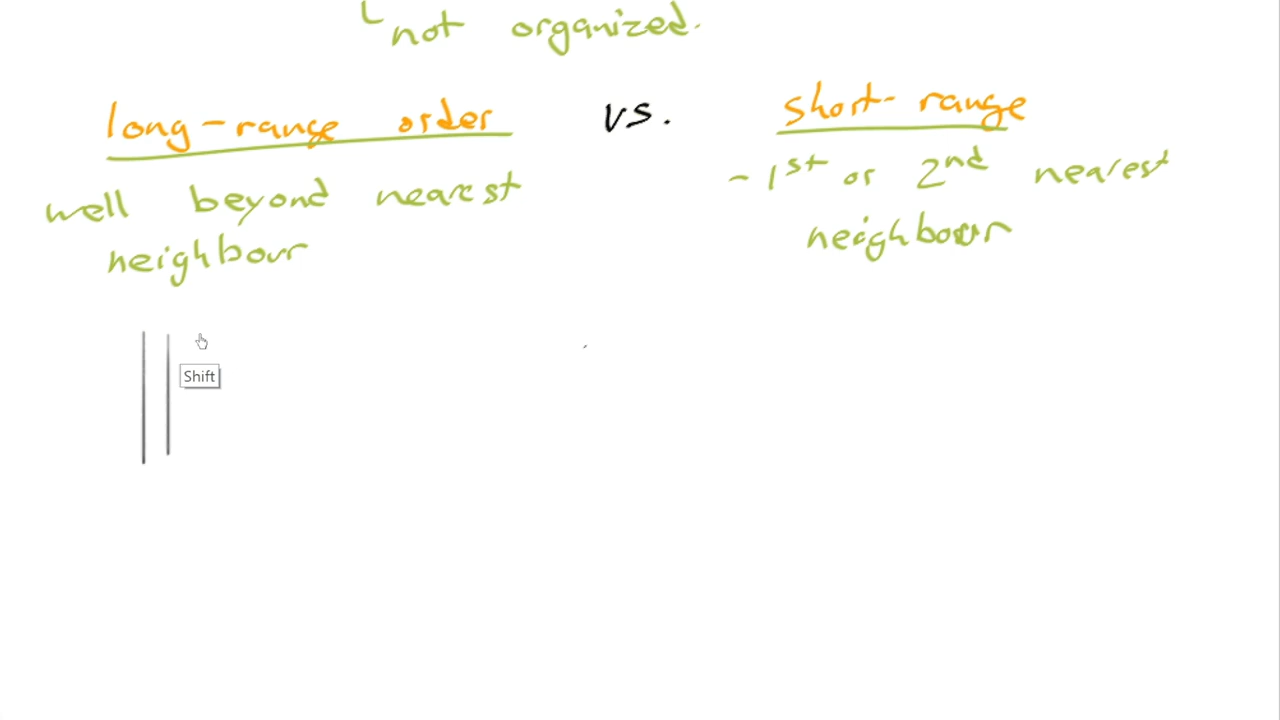 not organized.
long-range order vs. short-range
well beyond nearest
neighbour
- 1st or 2nd nearest
neighbour
Shift